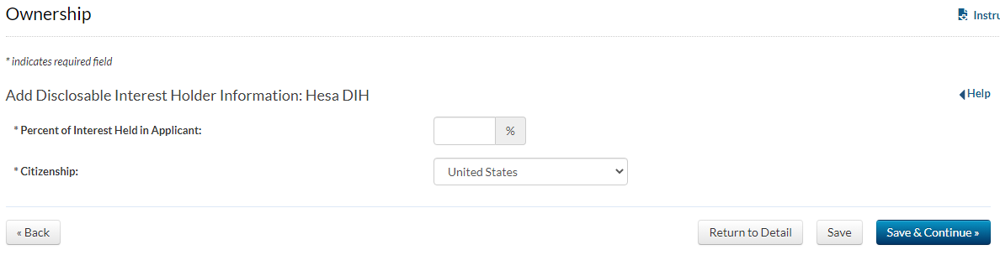 Ownership
Instru
* indicates required field
Add Disclosable Interest Holder Information: Hesa DIH
Help
* Percent of Interest Held in Applicant:
%
* Citizenship:
United States
« Back
Return to Detail
Save
Save & Continue »